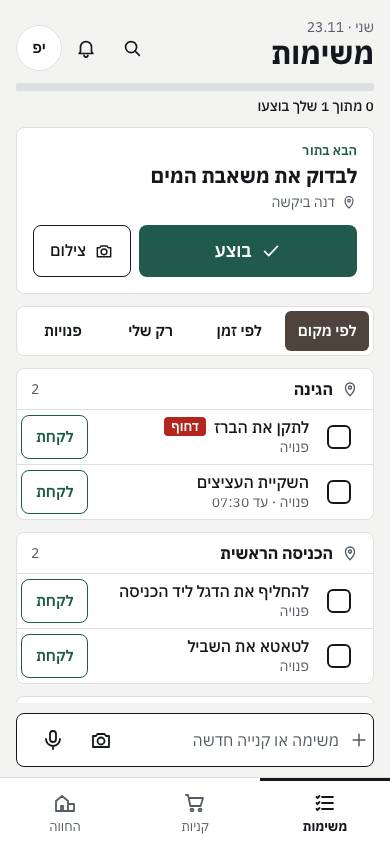 שני · 23.11
משימות
יפ
0 מתוך 1 שלך בוצעו
הבא בתור
לבדוק את משאבת המים
דנה ביקשה
בוצע
צילום
לפי מקום
לפי זמן
רק שלי
פנויות
הגינה
2
לתקן את הברז דחוף
פנויה
לקחת
השקיית העציצים
פנויה · עד 07:30
לקחת
הכניסה הראשית
2
להחליף את הדגל ליד הכניסה
פנויה
לקחת
לטאטא את השביל
פנויה
לקחת
משימה או קנייה חדשה
משימות
קניות
החווה